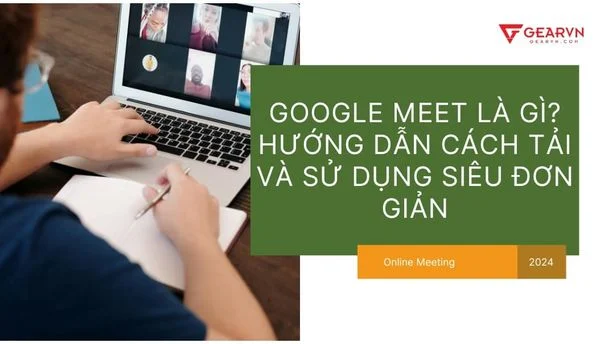 GEARVN
GEARVN.COM
GOOGLE MEET LÀ GÌ?
HƯỚNG DẪN CÁCH TẢI
VÀ SỬ DỤNG SIÊU ĐƠN
GIẢN
Online Meeting
2024